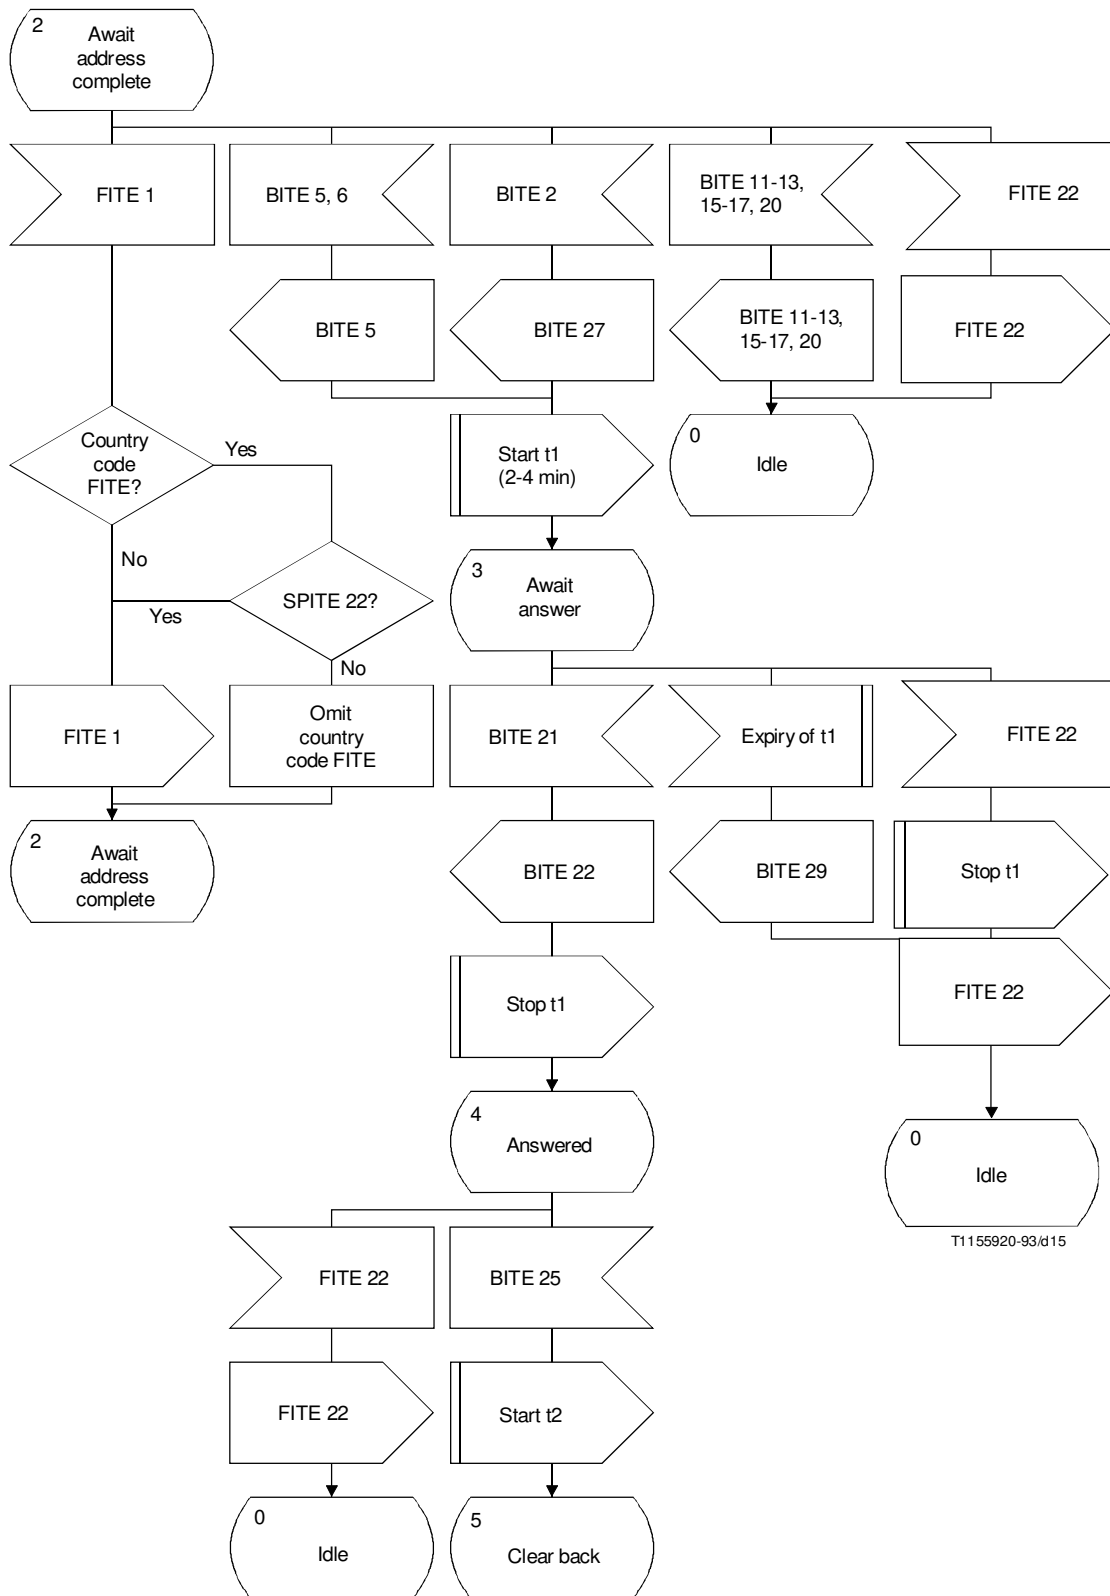 2
Await
address
complete
FITE 1
BITE 5, 6
BITE 2
BITE 11-13,
15-17, 20
FITE 22
BITE 5
BITE 27
BITE 11-13,
15-17, 20
FITE 22
Country
code
FITE?
Yes
No
Start t1
(2-4 min)
0
Idle
SPITE 22?
Yes
No
3
Await
answer
FITE 1
Omit
country
code FITE
BITE 21
Expiry of t1
FITE 22
2
Await
address
complete
BITE 22
BITE 29
Stop t1
Stop t1
FITE 22
4
Answered
0
Idle
T1155920-93/d15
FITE 22
BITE 25
FITE 22
Start t2
0
Idle
5
Clear back